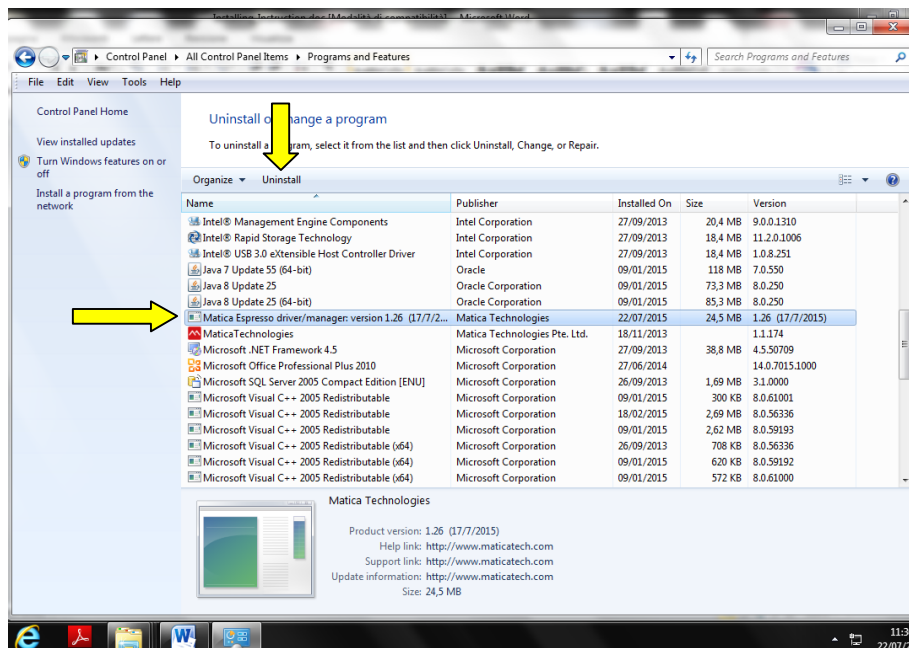 Installing Instruction doc [Modalità di compatibilità] - Microsoft Word
Control Panel ▸ All Control Panel Items ▸ Programs and Features
Search Programs and Features
File Edit View Tools Help
Control Panel Home
View installed updates
Turn Windows features on or
off
Install a program from the
network
Uninstall or change a program
To uninstall a program, select it from the list and then click Uninstall, Change, or Repair.
Organize Uninstall
Name Publisher Installed On Size Version
Intel® Management Engine Components Intel Corporation 27/09/2013 20,4 MB 9.0.0.1310
Intel® Rapid Storage Technology Intel Corporation 27/09/2013 18,4 MB 11.2.0.1006
Intel® USB 3.0 eXtensible Host Controller Driver Intel Corporation 27/09/2013 18,4 MB 1.0.8.251
Java 7 Update 55 (64-bit) Oracle 09/01/2015 118 MB 7.0.550
Java 8 Update 25 Oracle Corporation 09/01/2015 73,3 MB 8.0.250
Java 8 Update 25 (64-bit) Oracle Corporation 09/01/2015 85,3 MB 8.0.250
Matica Espresso driver/manager: version 1.26 (17/7/2... Matica Technologies 22/07/2015 24,5 MB 1.26 (17/7/2015)
MaticaTechnologies Matica Technologies Pte. Ltd. 18/11/2013 1.1.174
Microsoft .NET Framework 4.5 Microsoft Corporation 27/09/2013 38,8 MB 4.5.50709
Microsoft Office Professional Plus 2010 Microsoft Corporation 27/06/2014 14.0.7015.1000
Microsoft SQL Server 2005 Compact Edition [ENU] Microsoft Corporation 26/09/2013 1,69 MB 3.1.0000
Microsoft Visual C++ 2005 Redistributable Microsoft Corporation 09/01/2015 300 KB 8.0.61001
Microsoft Visual C++ 2005 Redistributable Microsoft Corporation 18/02/2015 2,69 MB 8.0.56336
Microsoft Visual C++ 2005 Redistributable Microsoft Corporation 09/01/2015 2,62 MB 8.0.59193
Microsoft Visual C++ 2005 Redistributable (x64) Microsoft Corporation 26/09/2013 708 KB 8.0.56336
Microsoft Visual C++ 2005 Redistributable (x64) Microsoft Corporation 09/01/2015 620 KB 8.0.59192
Microsoft Visual C++ 2005 Redistributable (x64) Microsoft Corporation 09/01/2015 572 KB 8.0.61000
Matica Technologies
Product version: 1.26 (17/7/2015)
Help link: http://www.maticatech.com
Support link: http://www.maticatech.com
Update information: http://www.maticatech.com
Size: 24,5 MB
11:3
22/07/2